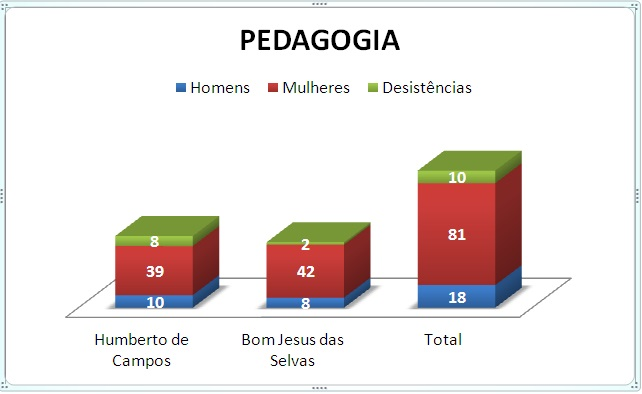 PEDAGOGIA
Homens Mulheres Desistências
8
39
10
2
42
8
10
81
18
Humberto de
Campos
Bom Jesus das
Selvas
Total